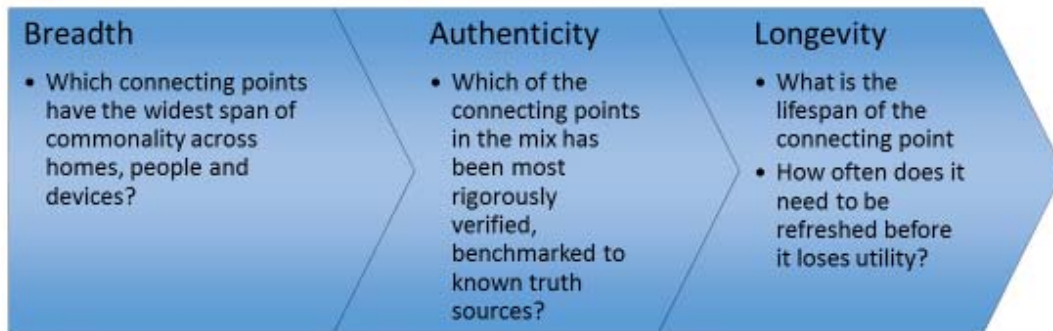 Breadth
• Which connecting points
have the widest span of
commonality across
homes, people and
devices?
Authenticity
• Which of the
connecting points
in the mix has
been most
rigorously
verified,
benchmarked to
known truth
sources?
Longevity
• What is the
lifespan of the
connecting point
• How often does it
need to be
refreshed before
it loses utility?